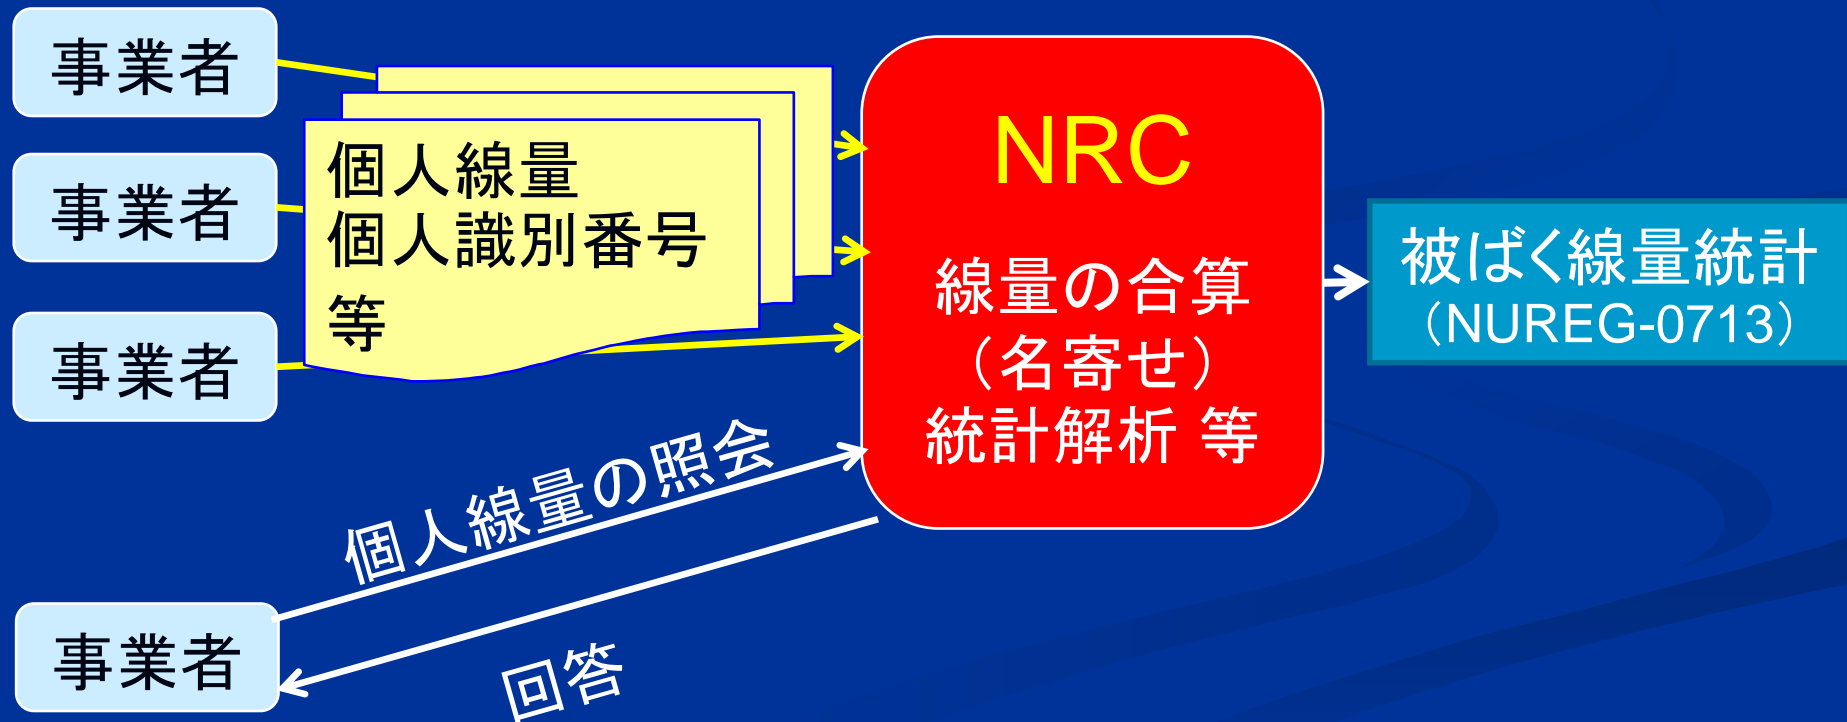 事業者
事業者
事業者
個人線量
個人識別番号
等
NRC
線量の合算
（名寄せ）
統計解析 等
被ばく線量統計
（NUREG-0713）
個人線量の照会
事業者
回答